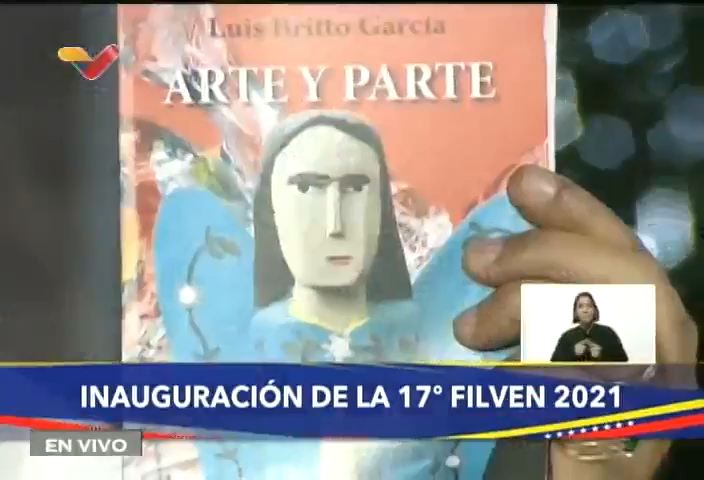 Luis Britto García
ARTE Y PARTE
INAUGURACIÓN DE LA 17° FILVEN 2021
EN VIVO